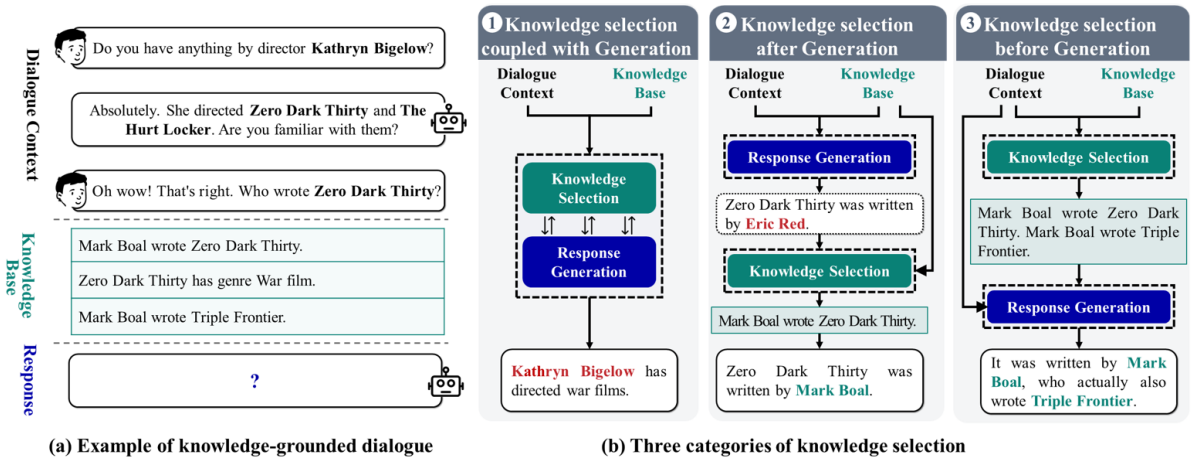 Dialogue Context
Do you have anything by director Kathryn Bigelow?
Absolutely. She directed Zero Dark Thirty and The
Hurt Locker. Are you familiar with them?
Oh wow! That's right. Who wrote Zero Dark Thirty?
Knowledge
Base
Mark Boal wrote Zero Dark Thirty.
Zero Dark Thirty has genre War film.
Mark Boal wrote Triple Frontier.
Response
?
(a) Example of knowledge-grounded dialogue
1 Knowledge selection
coupled with Generation
Dialogue
Context
Knowledge
Base
Knowledge
Selection
Response
Generation
Kathryn Bigelow has
directed war films.
2 Knowledge selection
after Generation
Dialogue
Context
Knowledge
Base
Response Generation
Zero Dark Thirty was written
by Eric Red.
Knowledge Selection
Mark Boal wrote Zero Dark Thirty.
Zero Dark Thirty was
written by Mark Boal.
3 Knowledge selection
before Generation
Dialogue
Context
Knowledge
Base
Knowledge Selection
Mark Boal wrote Zero Dark
Thirty. Mark Boal wrote Triple
Frontier.
Response Generation
It was written by Mark
Boal, who actually also
wrote Triple Frontier.
(b) Three categories of knowledge selection